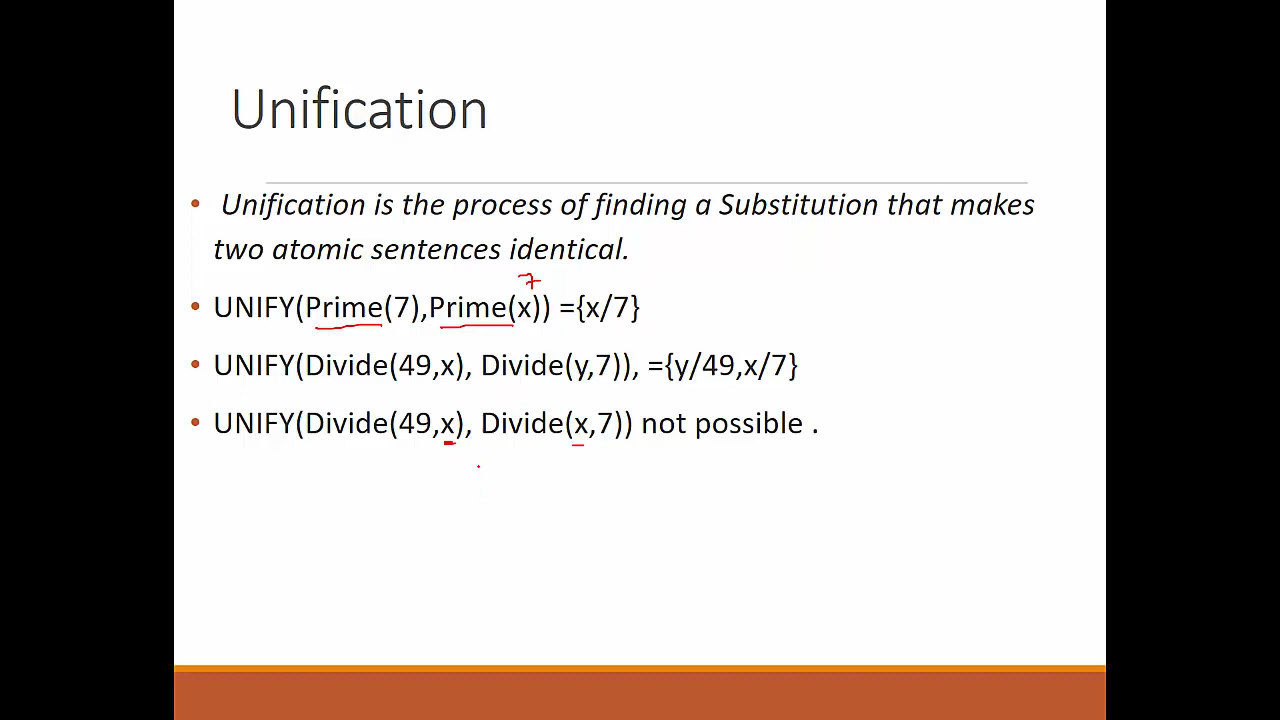 Unification
• Unification is the process of finding a Substitution that makes
two atomic sentences identical.
7
• UNIFY(Prime(7),Prime(x)) ={x/7}
• UNIFY(Divide(49,x), Divide(y,7)), ={y/49,x/7}
• UNIFY(Divide(49,x), Divide(x,7)) not possible .